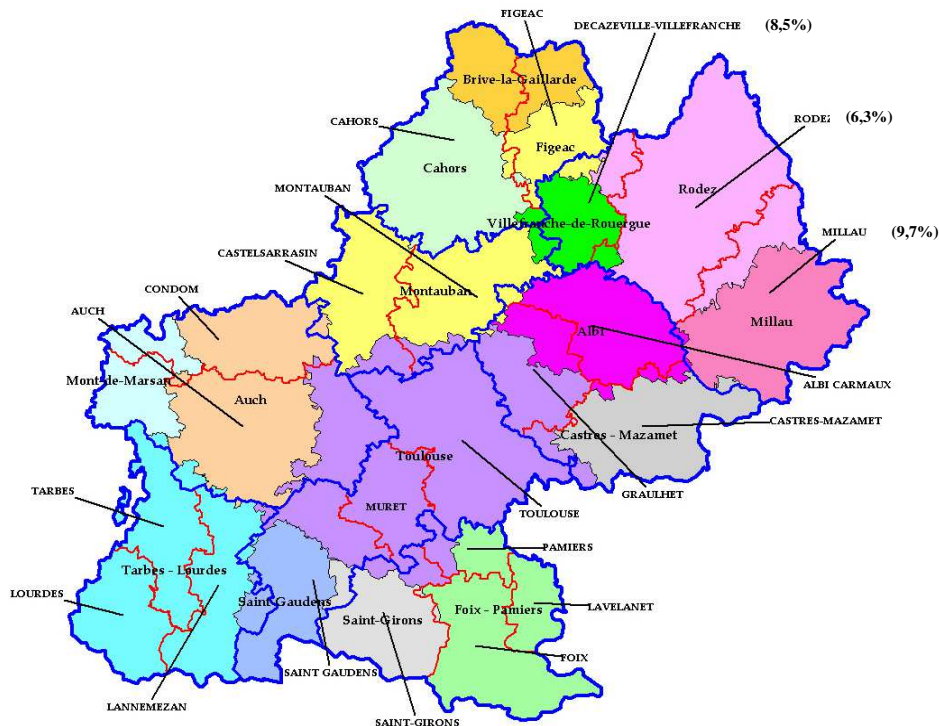 FIGEAC
DECAZEVILLE-VILLEFRANCHE (8,5%)
Brive-la-Gaillarde
CAHORS
RODEZ (6,3%)
Figeac
Cahors
Rodez
MONTAUBAN
Villefranche-de-Rouergue
MILLAU (9,7%)
CASTELSARRASIN
CONDOM
Montauban
AUCH
Millau
Albi
Mont-de-Marsan
ALBI CARMAUX
Auch
CASTRES-MAZAMET
Castres - Mazamet
Toulouse
TARBES
GRAULHET
MURET
TOULOUSE
PAMIERS
Tarbes - Lourdes
LOURDES
Saint Gaudens
LAVELANET
Foix - Pamiers
Saint-Girons
FOIX
SAINT GAUDENS
LANNEMEZAN
SAINT-GIRONS